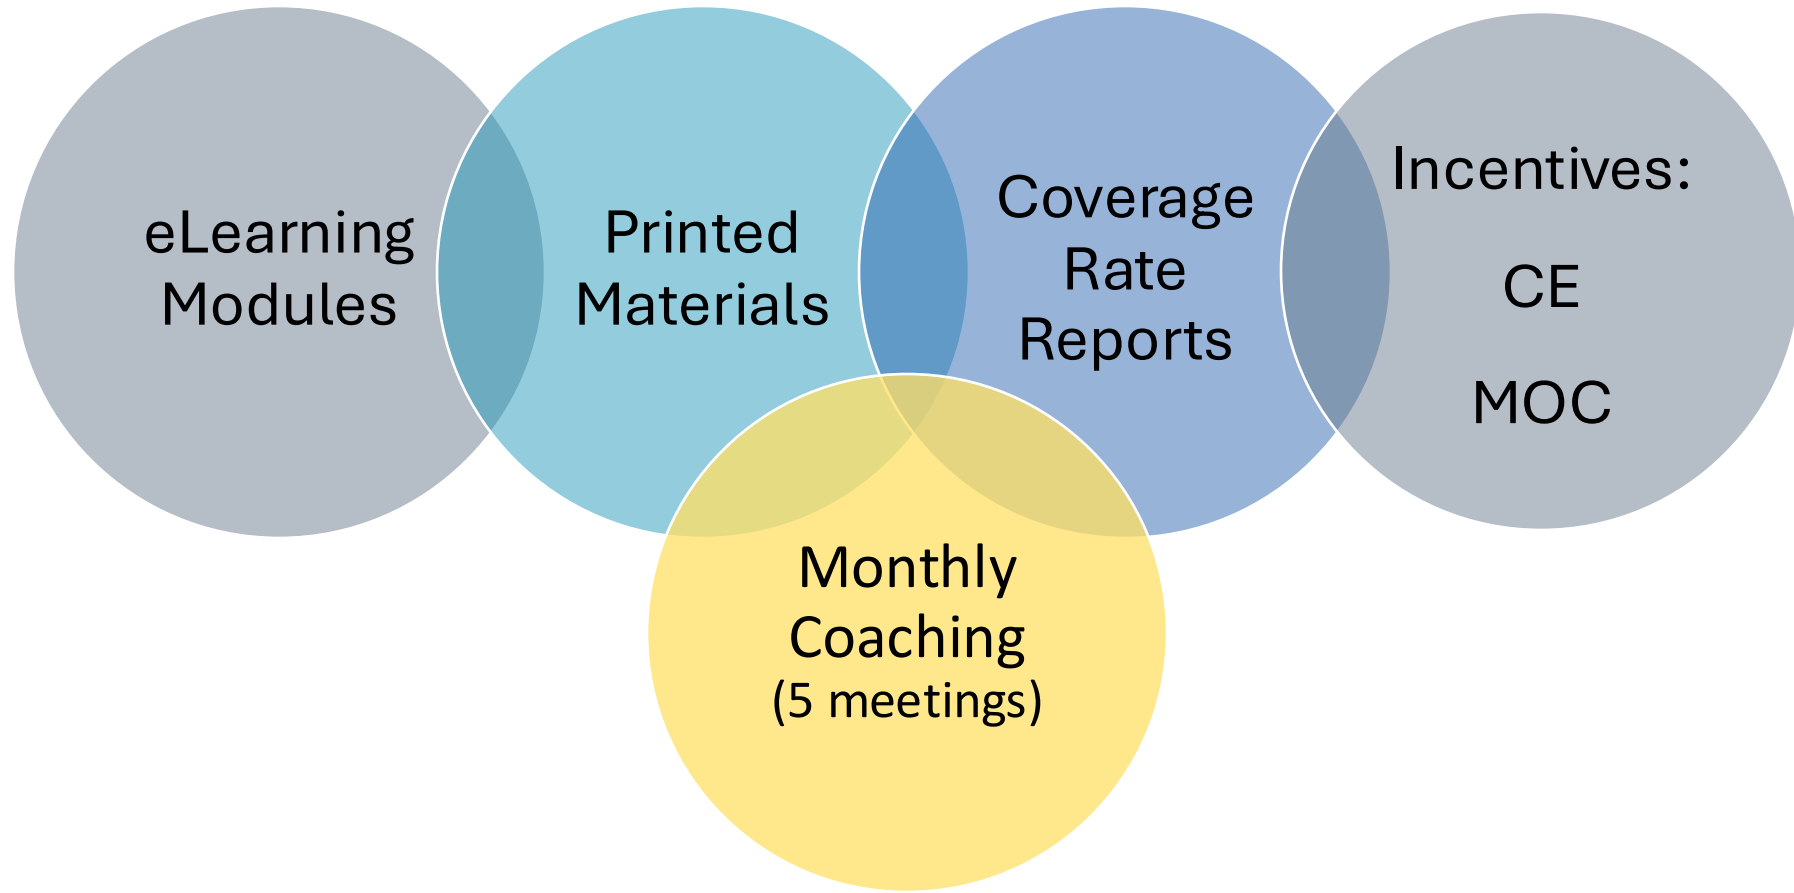 eLearning
Modules
Printed
Materials
Coverage
Rate
Reports
Incentives:
CE
MOC
Monthly
Coaching
(5 meetings)